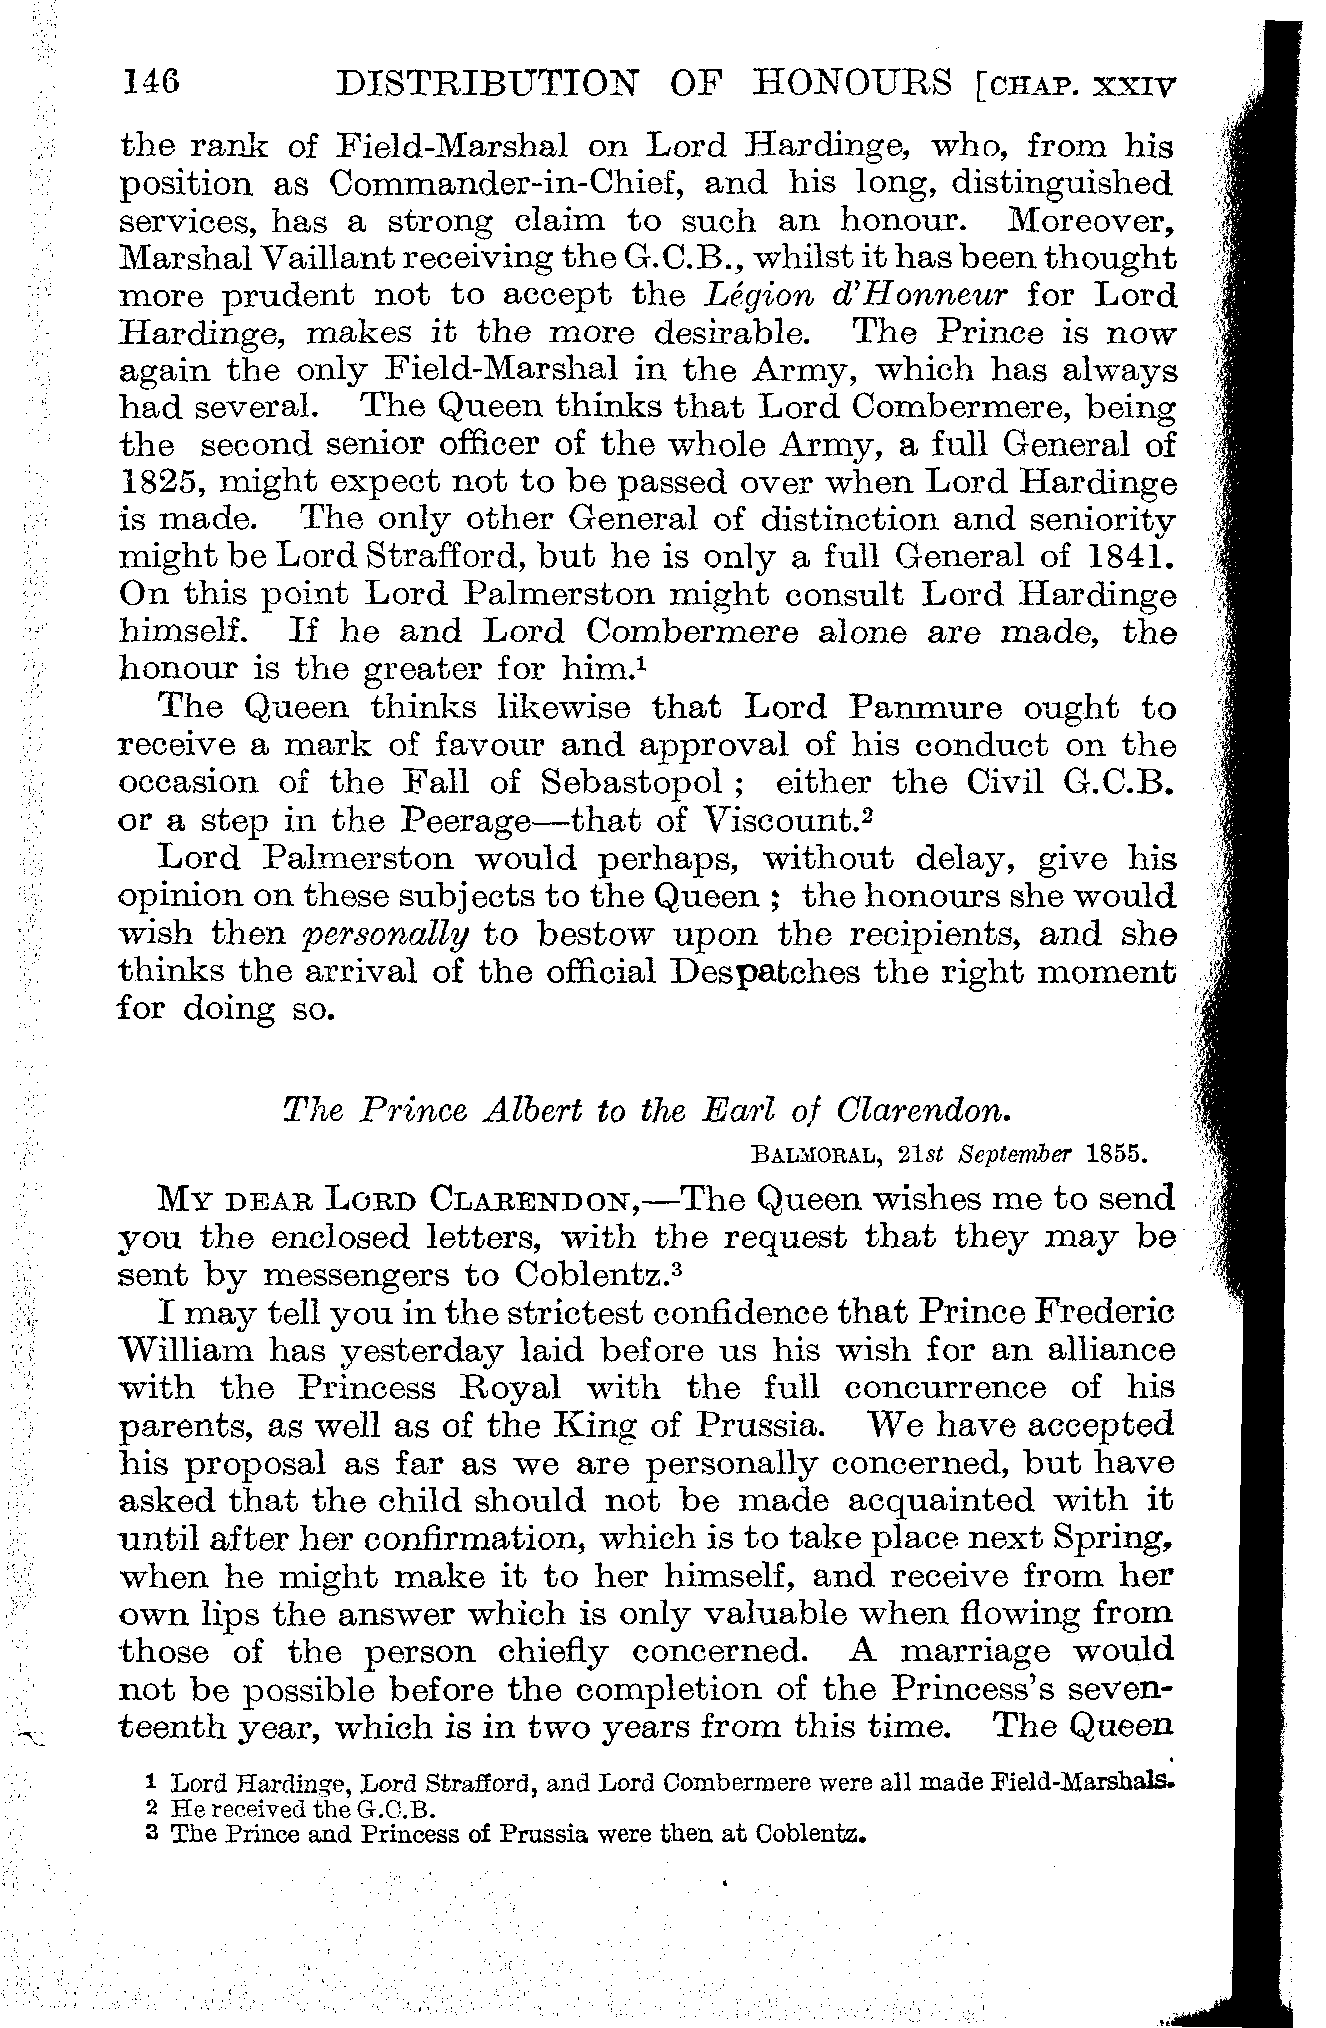 146 DISTRIBUTION OF HONOURS [CHAP. XXIV
the rank of Field-Marshal on Lord Hardinge, who, from his
position as Commander-in-Chief, and his long, distinguished
services, has a strong claim to such an honour. Moreover,
Marshal Vaillant receiving the G.C.B., whilst it has been thought
more prudent not to accept the Légion d'Honneur for Lord
Hardinge, makes it the more desirable. The Prince is now
again the only Field-Marshal in the Army, which has always
had several. The Queen thinks that Lord Combermere, being
the second senior officer of the whole Army, a full General of
1825, might expect not to be passed over when Lord Hardinge
is made. The only other General of distinction and seniority
might be Lord Strafford, but he is only a full General of 1841.
On this point Lord Palmerston might consult Lord Hardinge
himself. If he and Lord Combermere alone are made, the
honour is the greater for him.¹
The Queen thinks likewise that Lord Panmure ought to
receive a mark of favour and approval of his conduct on the
occasion of the Fall of Sebastopol ; either the Civil G.C.B.
or a step in the Peerage—that of Viscount.²
Lord Palmerston would perhaps, without delay, give his
opinion on these subjects to the Queen ; the honours she would
wish then personally to bestow upon the recipients, and she
thinks the arrival of the official Despatches the right moment
for doing so.
The Prince Albert to the Earl of Clarendon.
BALMORAL, 21st September 1855.
MY DEAR LORD CLARENDON,—The Queen wishes me to send
you the enclosed letters, with the request that they may be
sent by messengers to Coblentz.³
I may tell you in the strictest confidence that Prince Frederic
William has yesterday laid before us his wish for an alliance
with the Princess Royal with the full concurrence of his
parents, as well as of the King of Prussia. We have accepted
his proposal as far as we are personally concerned, but have
asked that the child should not be made acquainted with it
until after her confirmation, which is to take place next Spring,
when he might make it to her himself, and receive from her
own lips the answer which is only valuable when flowing from
those of the person chiefly concerned. A marriage would
not be possible before the completion of the Princess's seven-
teenth year, which is in two years from this time. The Queen
1 Lord Hardinge, Lord Strafford, and Lord Combermere were all made Field-Marshals.
2 He received the G.C.B.
3 The Prince and Princess of Prussia were then at Coblentz.